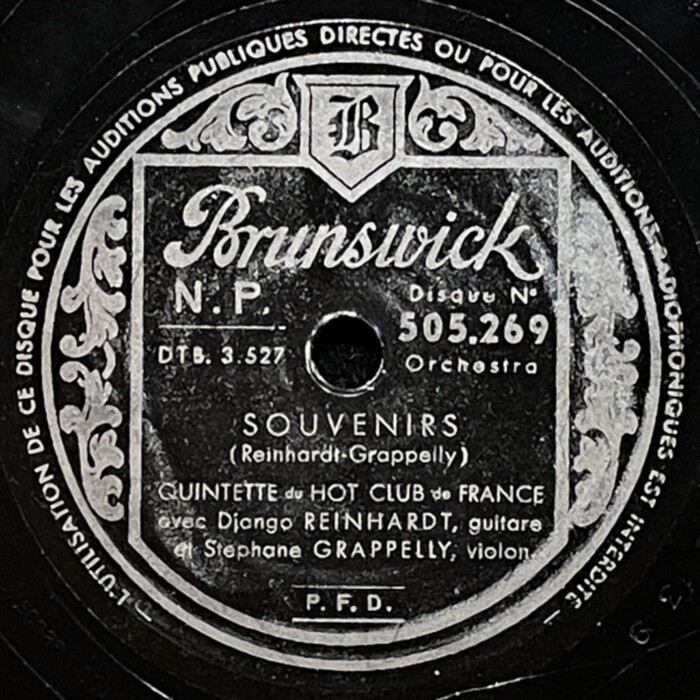 — L'UTILISATION DE CE DISQUE POUR LES AUDITIONS PUBLIQUES DIRECTES OU POUR LES AUDITIONS RADIOPHONIQUES EST INTERDITE —
B
Brunswick
N.P.
Disque Nº
505.269
DTB. 3.527
Orchestra
SOUVENIRS
(Reinhardt-Grappelly)
QUINTETTE du HOT CLUB de FRANCE
avec Django REINHARDT, guitare
et Stephane GRAPPELLY, violon
P. F. D.